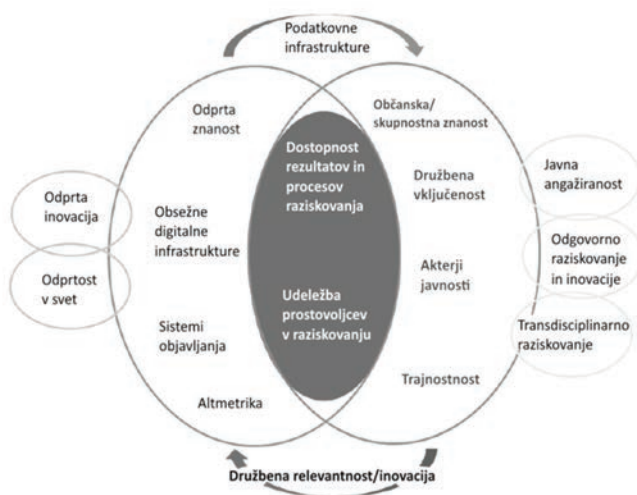 Podatkovne
infrastrukture
Odprta
znanost
Občanska/
skupnostna znanost
Dostopnost
rezultatov in
procesov
raziskovanja
Družbena
vključenost
Javna
angažiranost
Odprta
inovacija
Obsežne
digitalne
infrastrukture
Odgovorno
raziskovanje
in inovacije
Akterji
javnosti
Odprtost
v svet
Udeležba
prostovoljcev
v raziskovanju
Sistemi
objavljanja
Transdisciplinarno
raziskovanje
Trajnostnost
Altmetrika
Družbena relevantnost/inovacija